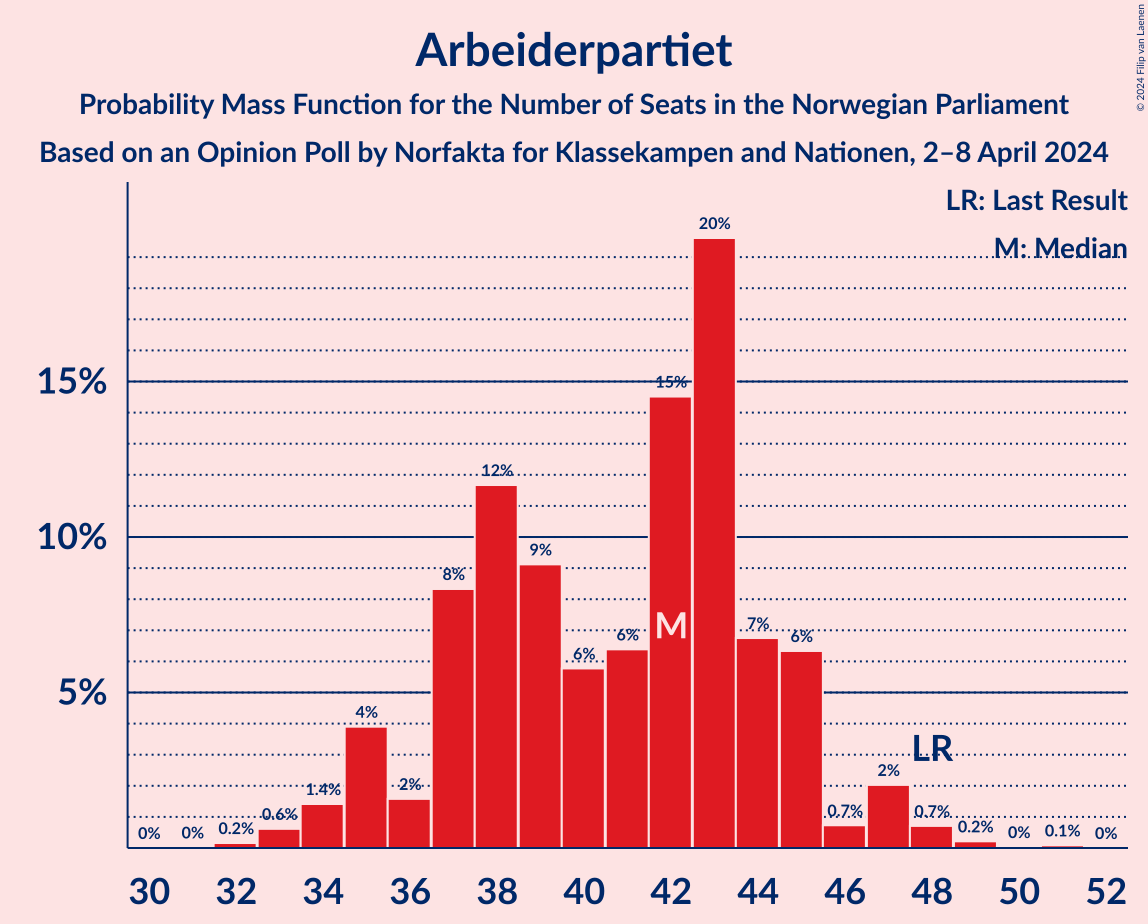 Arbeiderpartiet
Probability Mass Function for the Number of Seats in the Norwegian Parliament
Based on an Opinion Poll by Norfakta for Klassekampen and Nationen, 2–8 April 2024
© 2024 Filip van Laenen
LR: Last Result
M: Median
20%
15%
15%
12%
10%
9%
8%
M
7%
6%
6%
6%
5%
4%
LR
2%
2%
1.4%
0.7%
0.7%
0.6%
0%
0%
0.2%
0.2%
0%
0.1%
0%
30 32 34 36 38 40 42 44 46 48 50 52